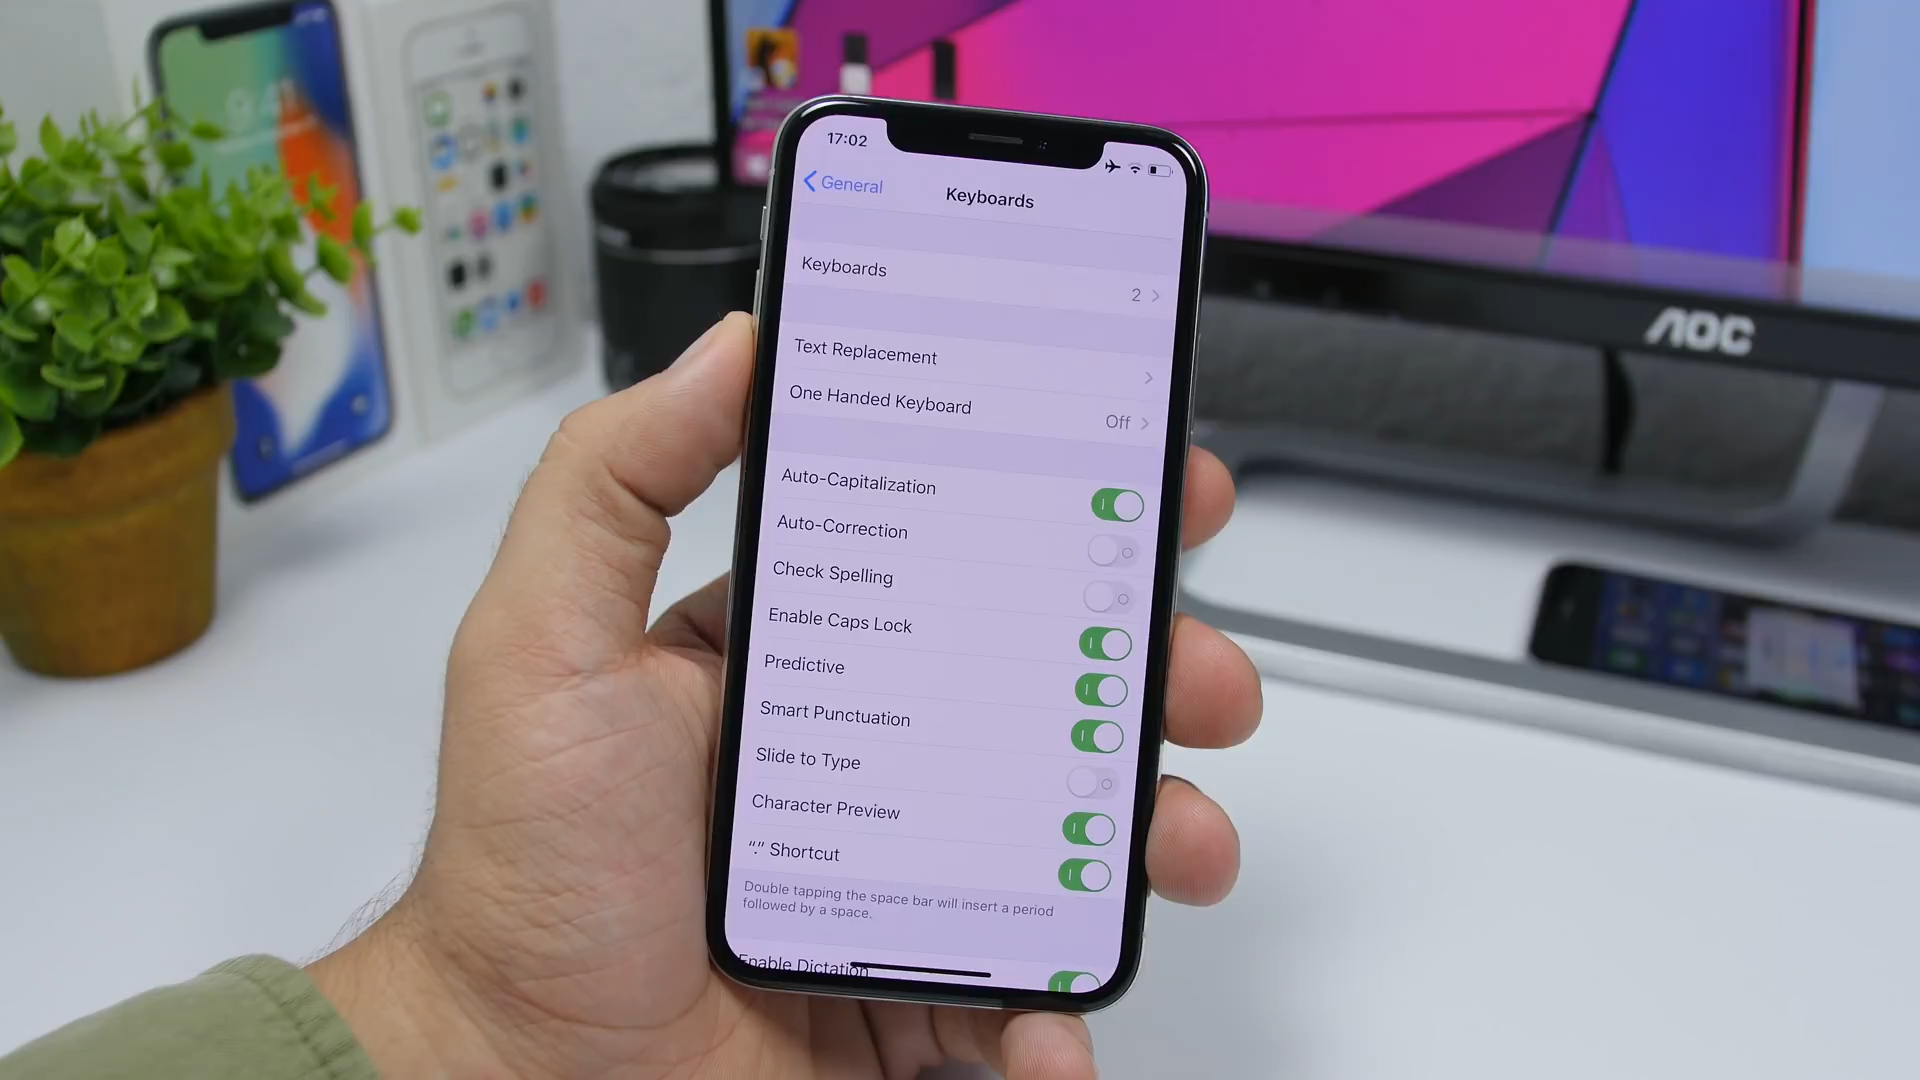 17:02
General
Keyboards
Keyboards
2
Text Replacement
One Handed Keyboard
Off
Auto-Capitalization
Auto-Correction
Check Spelling
Enable Caps Lock
Predictive
Smart Punctuation
Slide to Type
Character Preview
“.” Shortcut
Double tapping the space bar will insert a period
followed by a space.
Enable Dictation
AOC